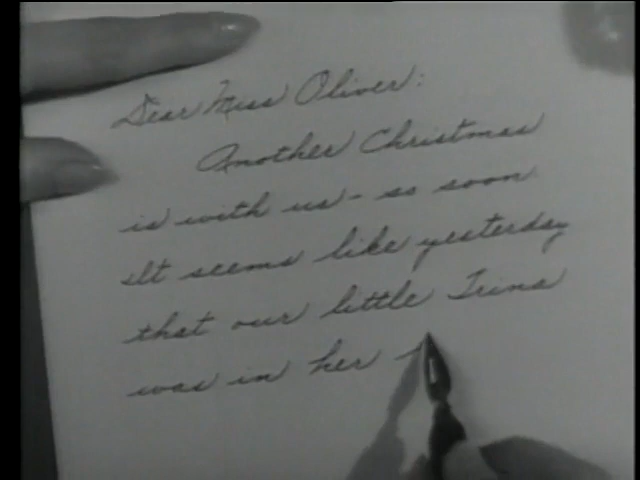 Dear Miss Oliver:
Another Christmas
is with us - so soon
It seems like yesterday
that our little Trina
was in her